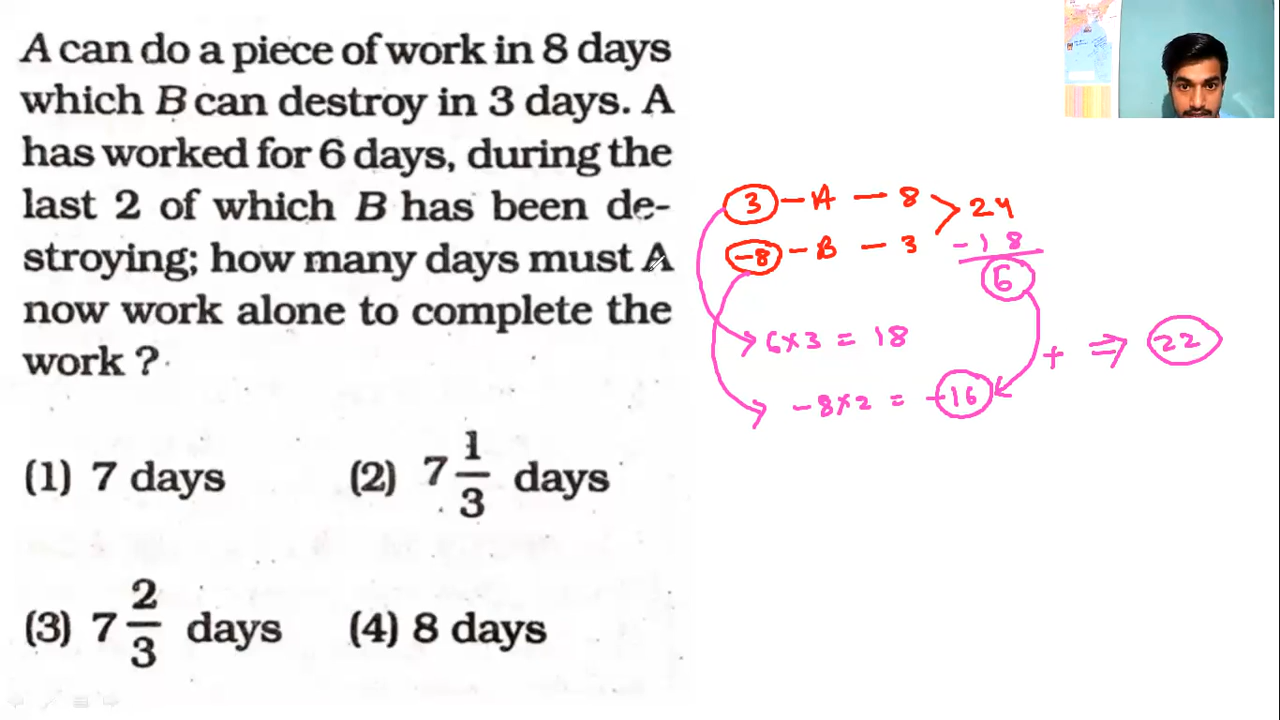 A can do a piece of work in 8 days
which B can destroy in 3 days. A
has worked for 6 days, during the
last 2 of which B has been de-
stroying; how many days must A
now work alone to complete the
work ?
(1) 7 days (2) 7 1/3 days
(3) 7 2/3 days (4) 8 days
3 - A - 8 > 24
-8 - B - 3 -18
6
6×3 = 18
+ ⇒ 22
-8×2 = -16